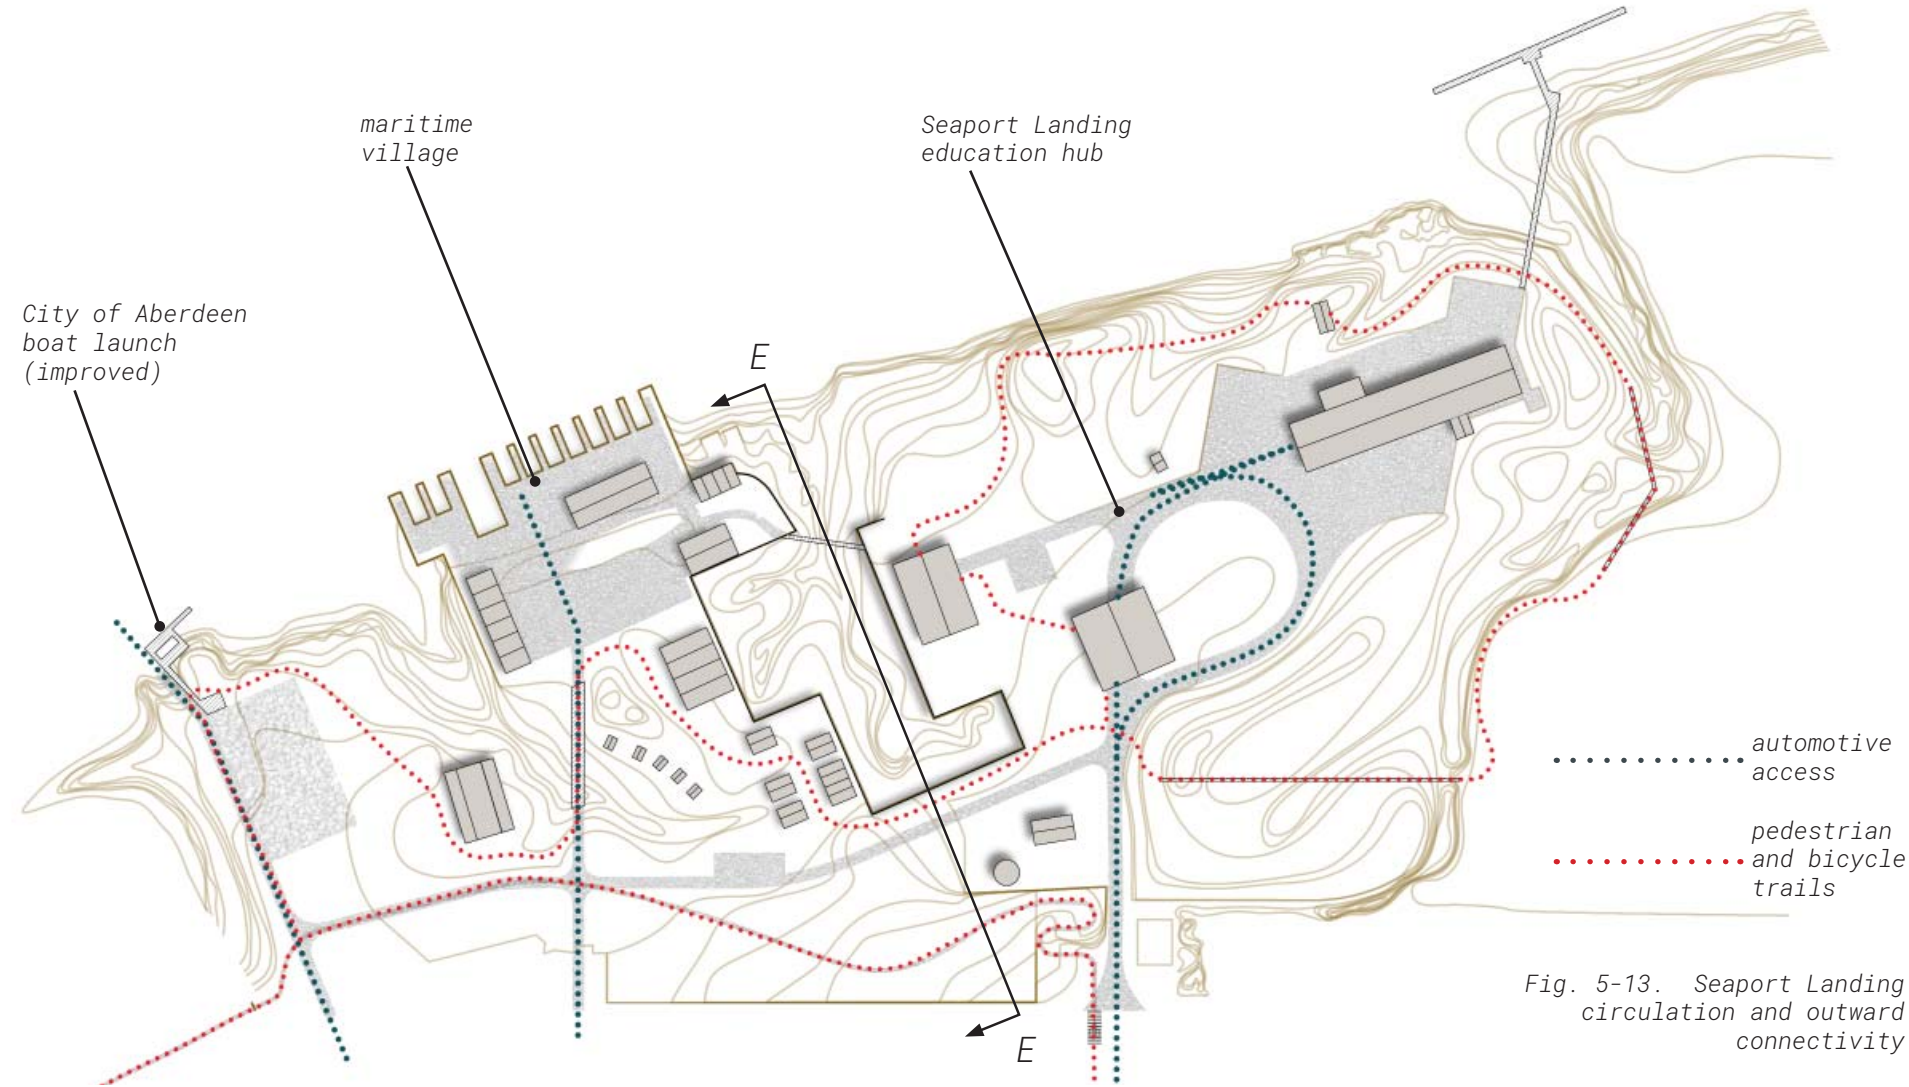 maritime
village
Seaport Landing
education hub
City of Aberdeen
boat launch
(improved)
E
automotive
access
pedestrian
and bicycle
trails
Fig. 5-13. Seaport Landing
circulation and outward
connectivity
E